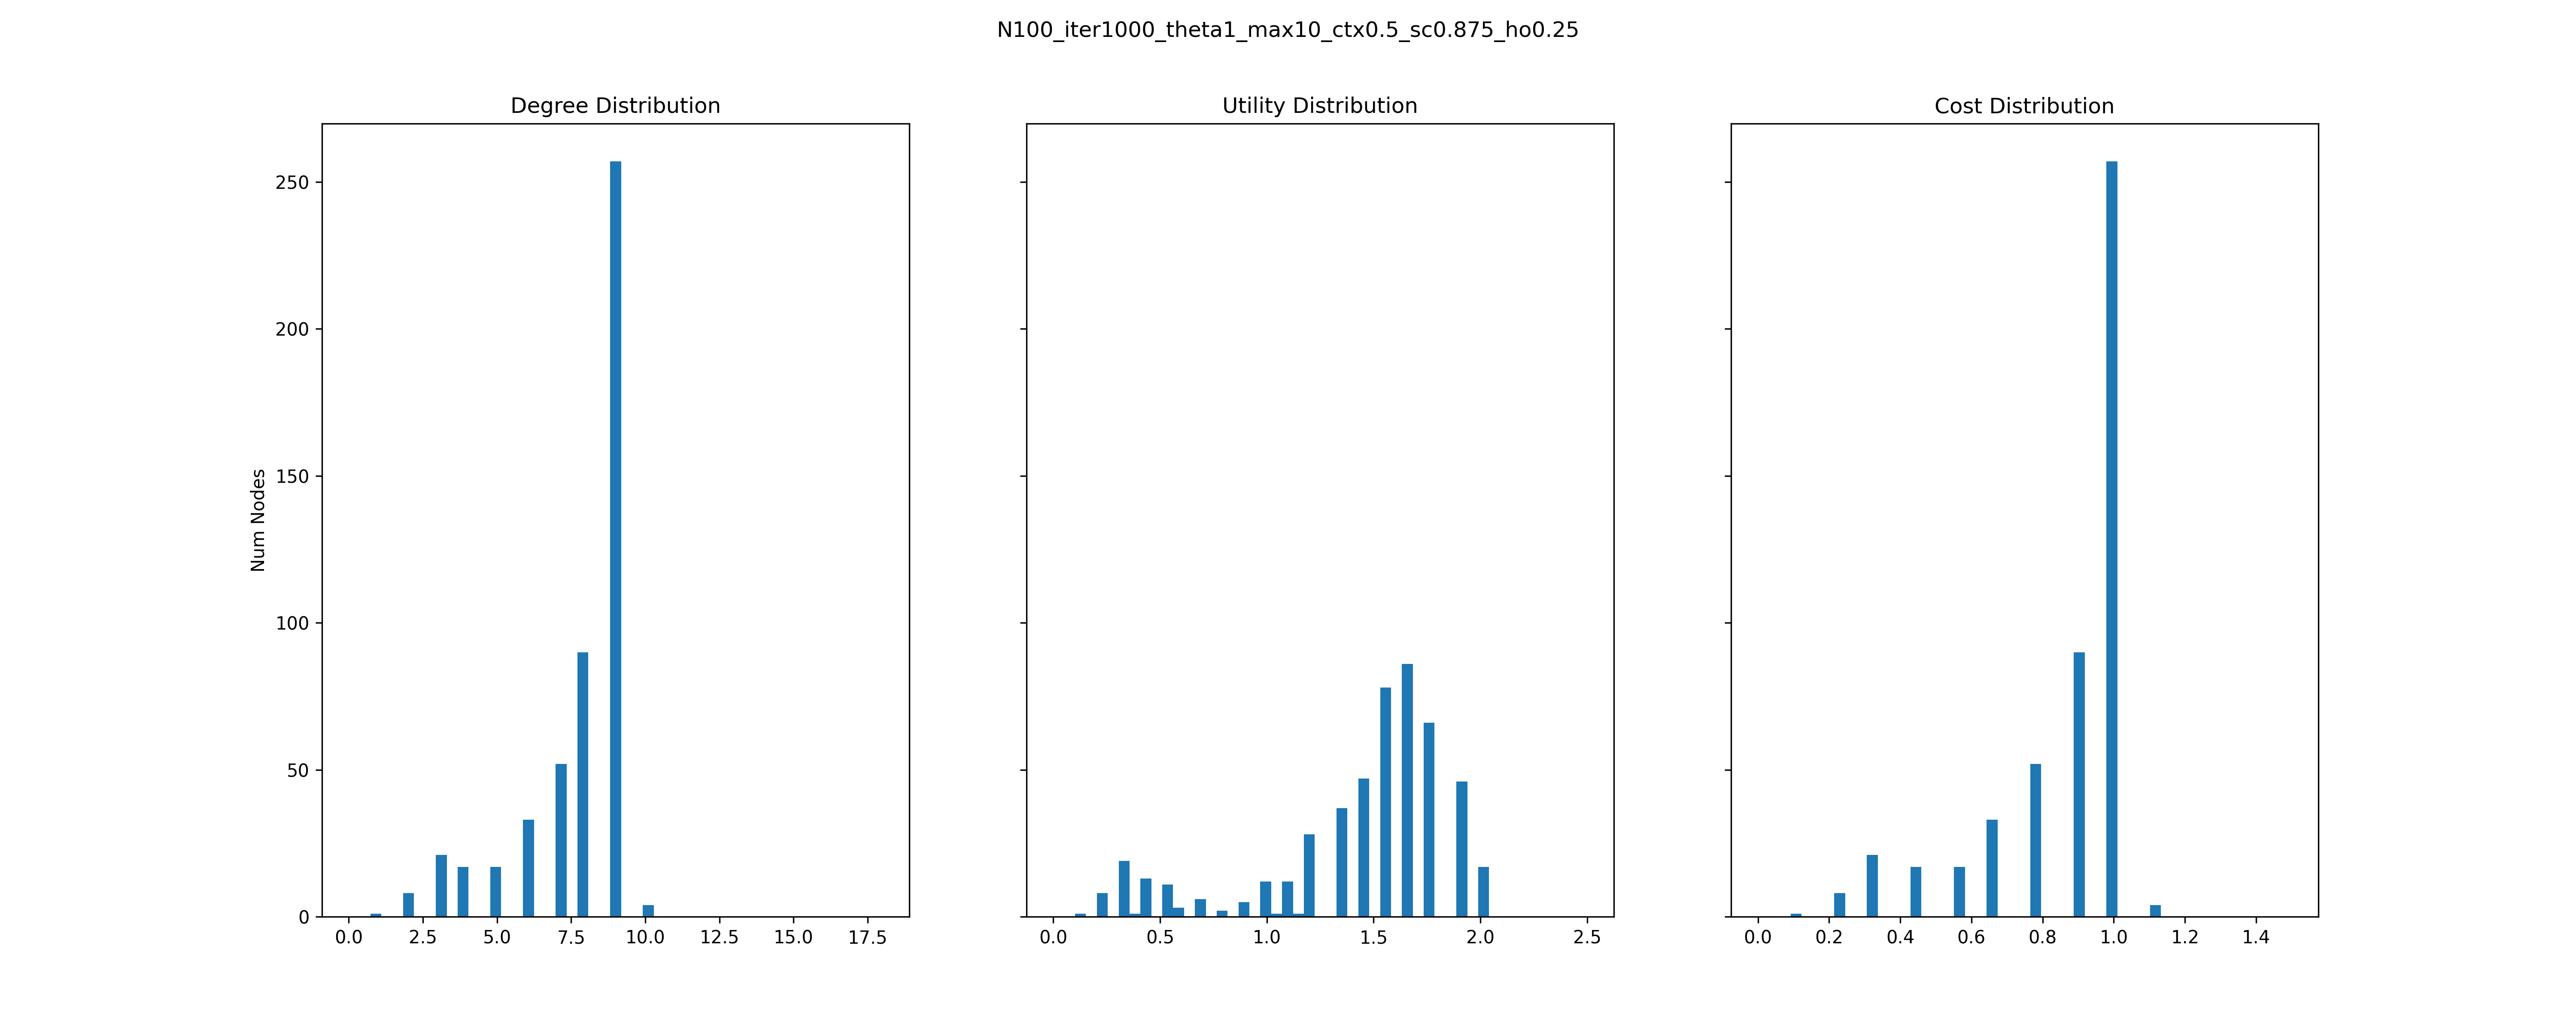 N100_iter1000_theta1_max10_ctx0.5_sc0.875_ho0.25
Degree Distribution
Utility Distribution
Cost Distribution
Num Nodes
250
200
150
100
50
0
0.0 2.5 5.0 7.5 10.0 12.5 15.0 17.5
0.0 0.5 1.0 1.5 2.0 2.5
0.0 0.2 0.4 0.6 0.8 1.0 1.2 1.4